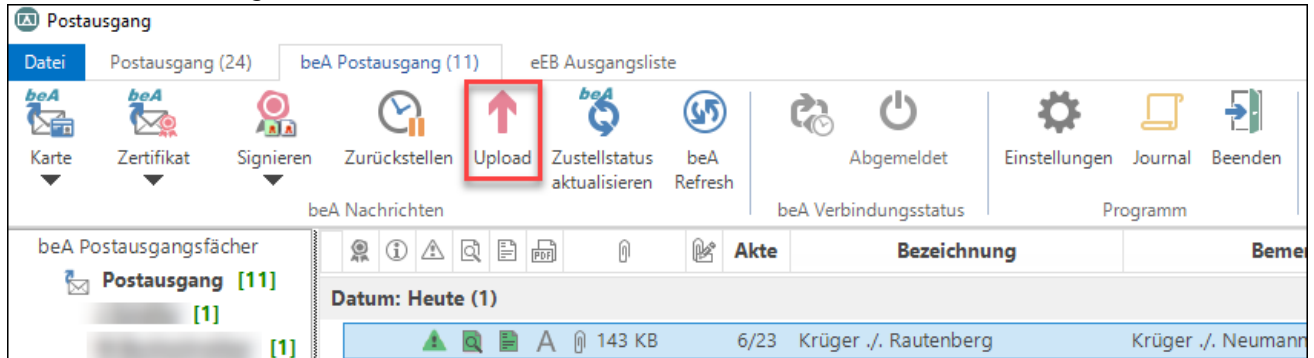 Postausgang
Datei Postausgang (24) beA Postausgang (11) eEB Ausgangsliste
beA beA beA
Karte Zertifikat Signieren Zurückstellen Upload Zustellstatus aktualisieren beA Refresh Abgemeldet Einstellungen Journal Beenden
beA Nachrichten beA Verbindungsstatus Programm
beA Postausgangsfächer PDF Akte Bezeichnung Bemer
Postausgang [11]
Datum: Heute (1)
[1]
A 143 KB 6/23 Krüger ./. Rautenberg Krüger ./. Neumann
[1]